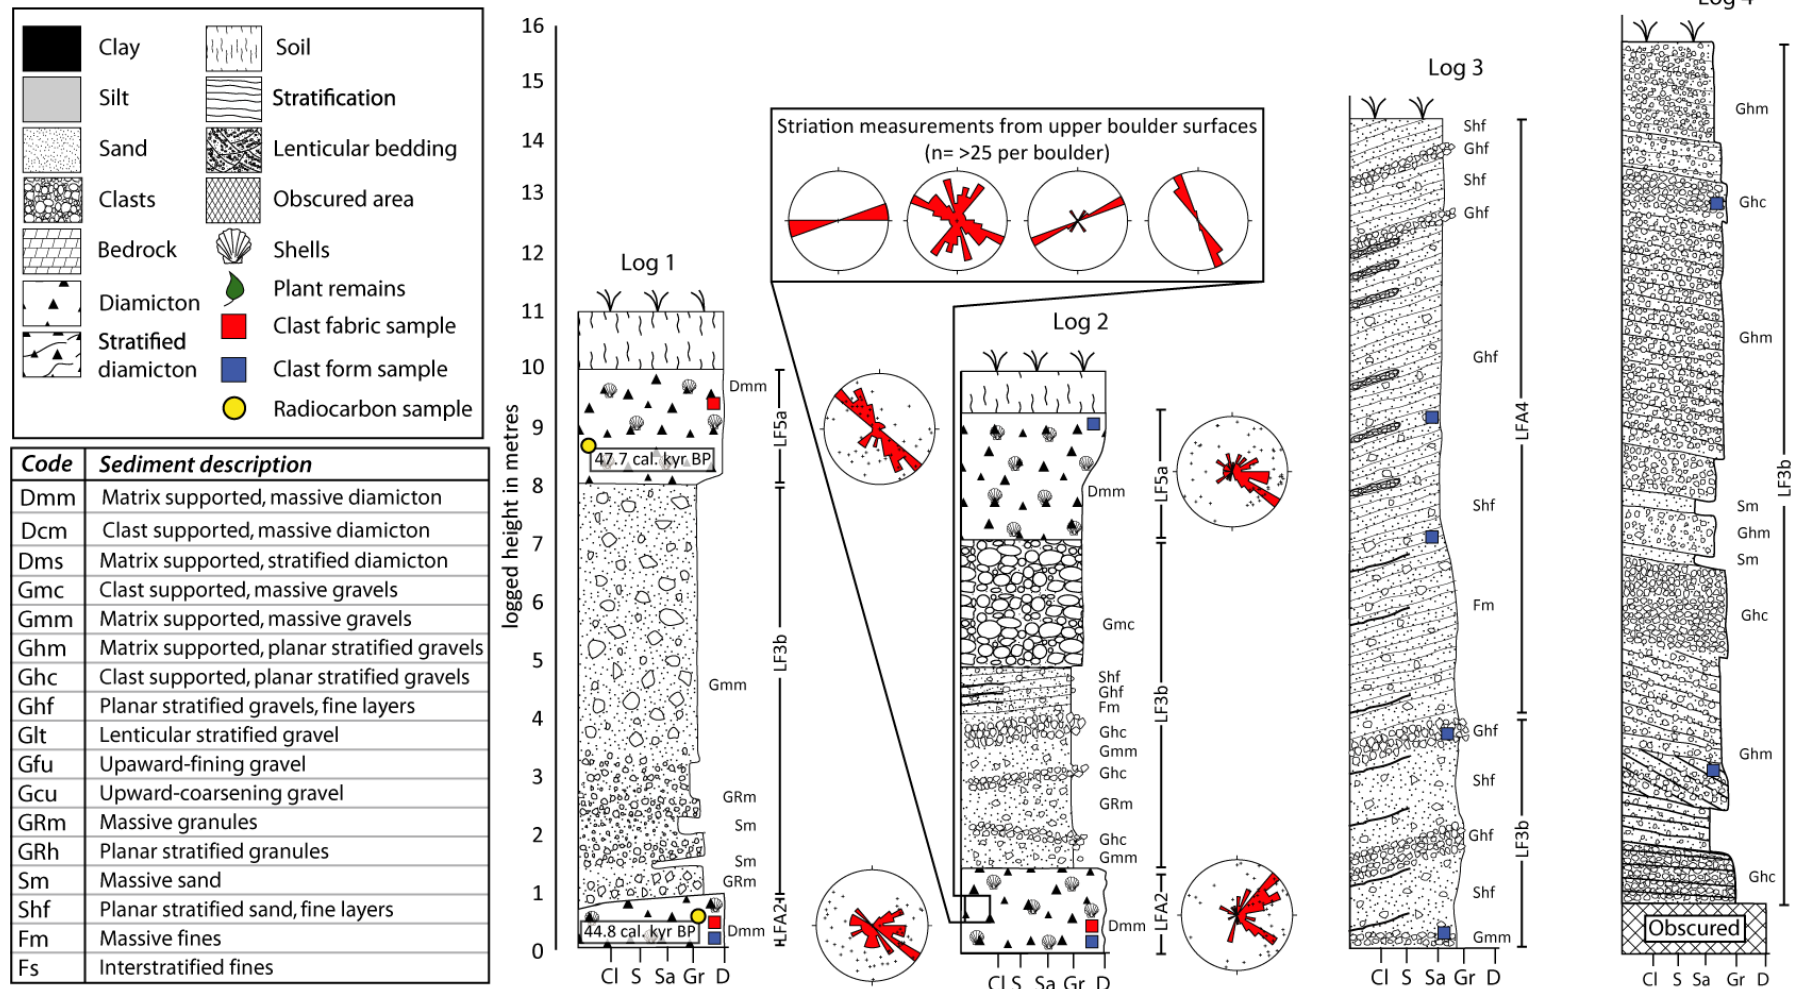 Clay
Soil
Silt
Stratification
Sand
Lenticular bedding
Clasts
Obscured area
Bedrock
Shells
Diamicton
Plant remains
Stratified
diamicton
Clast fabric sample
Clast form sample
Radiocarbon sample
Code Sediment description
Dmm Matrix supported, massive diamicton
Dcm Clast supported, massive diamicton
Dms Matrix supported, stratified diamicton
Gmc Clast supported, massive gravels
Gmm Matrix supported, massive gravels
Ghm Matrix supported, planar stratified gravels
Ghc Clast supported, planar stratified gravels
Ghf Planar stratified gravels, fine layers
Glt Lenticular stratified gravel
Gfu Upaward-fining gravel
Gcu Upward-coarsening gravel
GRm Massive granules
GRh Planar stratified granules
Sm Massive sand
Shf Planar stratified sand, fine layers
Fm Massive fines
Fs Interstratified fines
logged height in metres
16
15
14
13
12
11
10
9
8
7
6
5
4
3
2
1
0
Log 1
Dmm
47.7 cal. kyr BP
LF5a
Gmm
GRm
Sm
Sm
GRm
LF3b
44.8 cal. kyr BP
Dmm
LFA2
Cl S Sa Gr D
Striation measurements from upper boulder surfaces
(n= >25 per boulder)
Log 2
Dmm
LF5a
Gmc
Shf
Ghf
Fm
Ghc
Gmm
Ghc
GRm
Ghc
Gmm
LF3b
Dmm
LFA2
Cl S Sa Gr D
Log 3
Shf
Ghf
Shf
Ghf
Ghf
Shf
Fm
LFA4
Ghf
Shf
Ghf
Shf
Gmm
LF3b
Cl S Sa Gr D
Log 4
Ghm
Ghc
Ghm
Sm
Ghm
Sm
Ghc
Ghm
Ghc
LF3b
Obscured
Cl S Sa Gr D